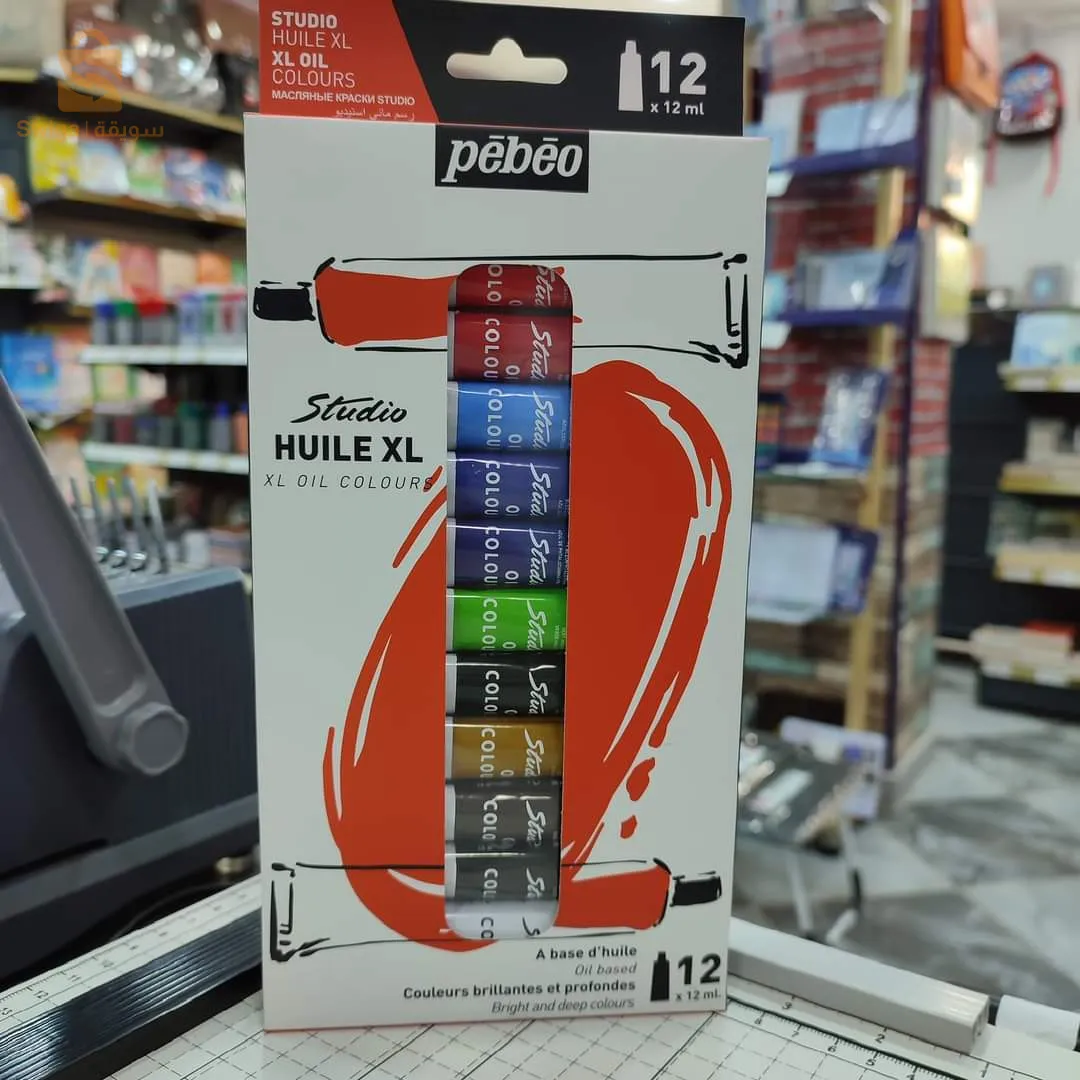 STUDIO
HUILE XL
XL OIL
COLOURS
МАСЛЯНЫЕ КРАСКИ STUDIO
12
x 12 ml
pēbēo
سويقة
Studio
HUILE XL
XL OIL COLOURS
A base d'huile
Oil based
Couleurs brillantes et profondes
Bright and deep colours
12
x 12 ml.